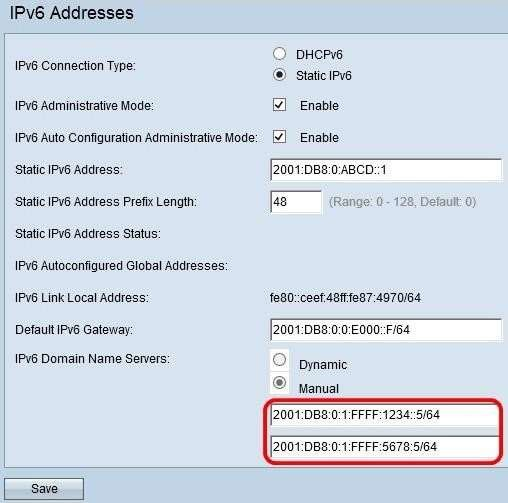 IPv6 Addresses
IPv6 Connection Type:
DHCPv6
Static IPv6
IPv6 Administrative Mode: Enable
IPv6 Auto Configuration Administrative Mode: Enable
Static IPv6 Address: 2001:DB8:0:ABCD::1
Static IPv6 Address Prefix Length: 48 (Range: 0 - 128, Default: 0)
Static IPv6 Address Status:
IPv6 Autoconfigured Global Addresses:
IPv6 Link Local Address: fe80::ceef:48ff:fe87:4970/64
Default IPv6 Gateway: 2001:DB8:0:0:E000::F/64
IPv6 Domain Name Servers: Dynamic
Manual
2001:DB8:0:1:FFFF:1234::5/64
2001:DB8:0:1:FFFF:5678:5/64
Save